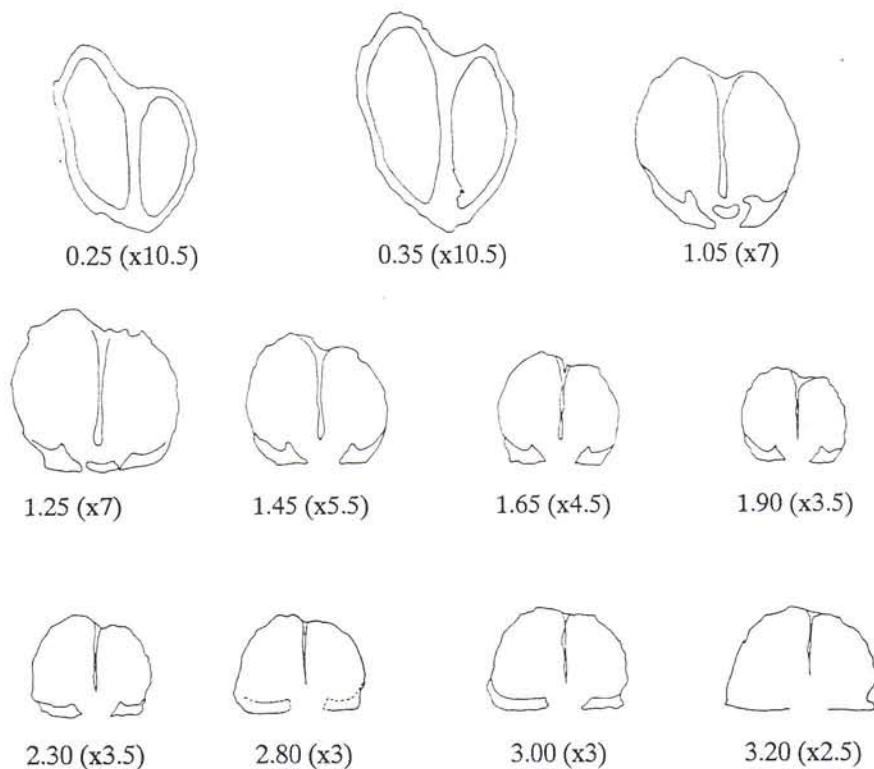 0.25 (x10.5) 0.35 (x10.5) 1.05 (x7)
1.25 (x7) 1.45 (x5.5) 1.65 (x4.5) 1.90 (x3.5)
2.30 (x3.5) 2.80 (x3) 3.00 (x3) 3.20 (x2.5)